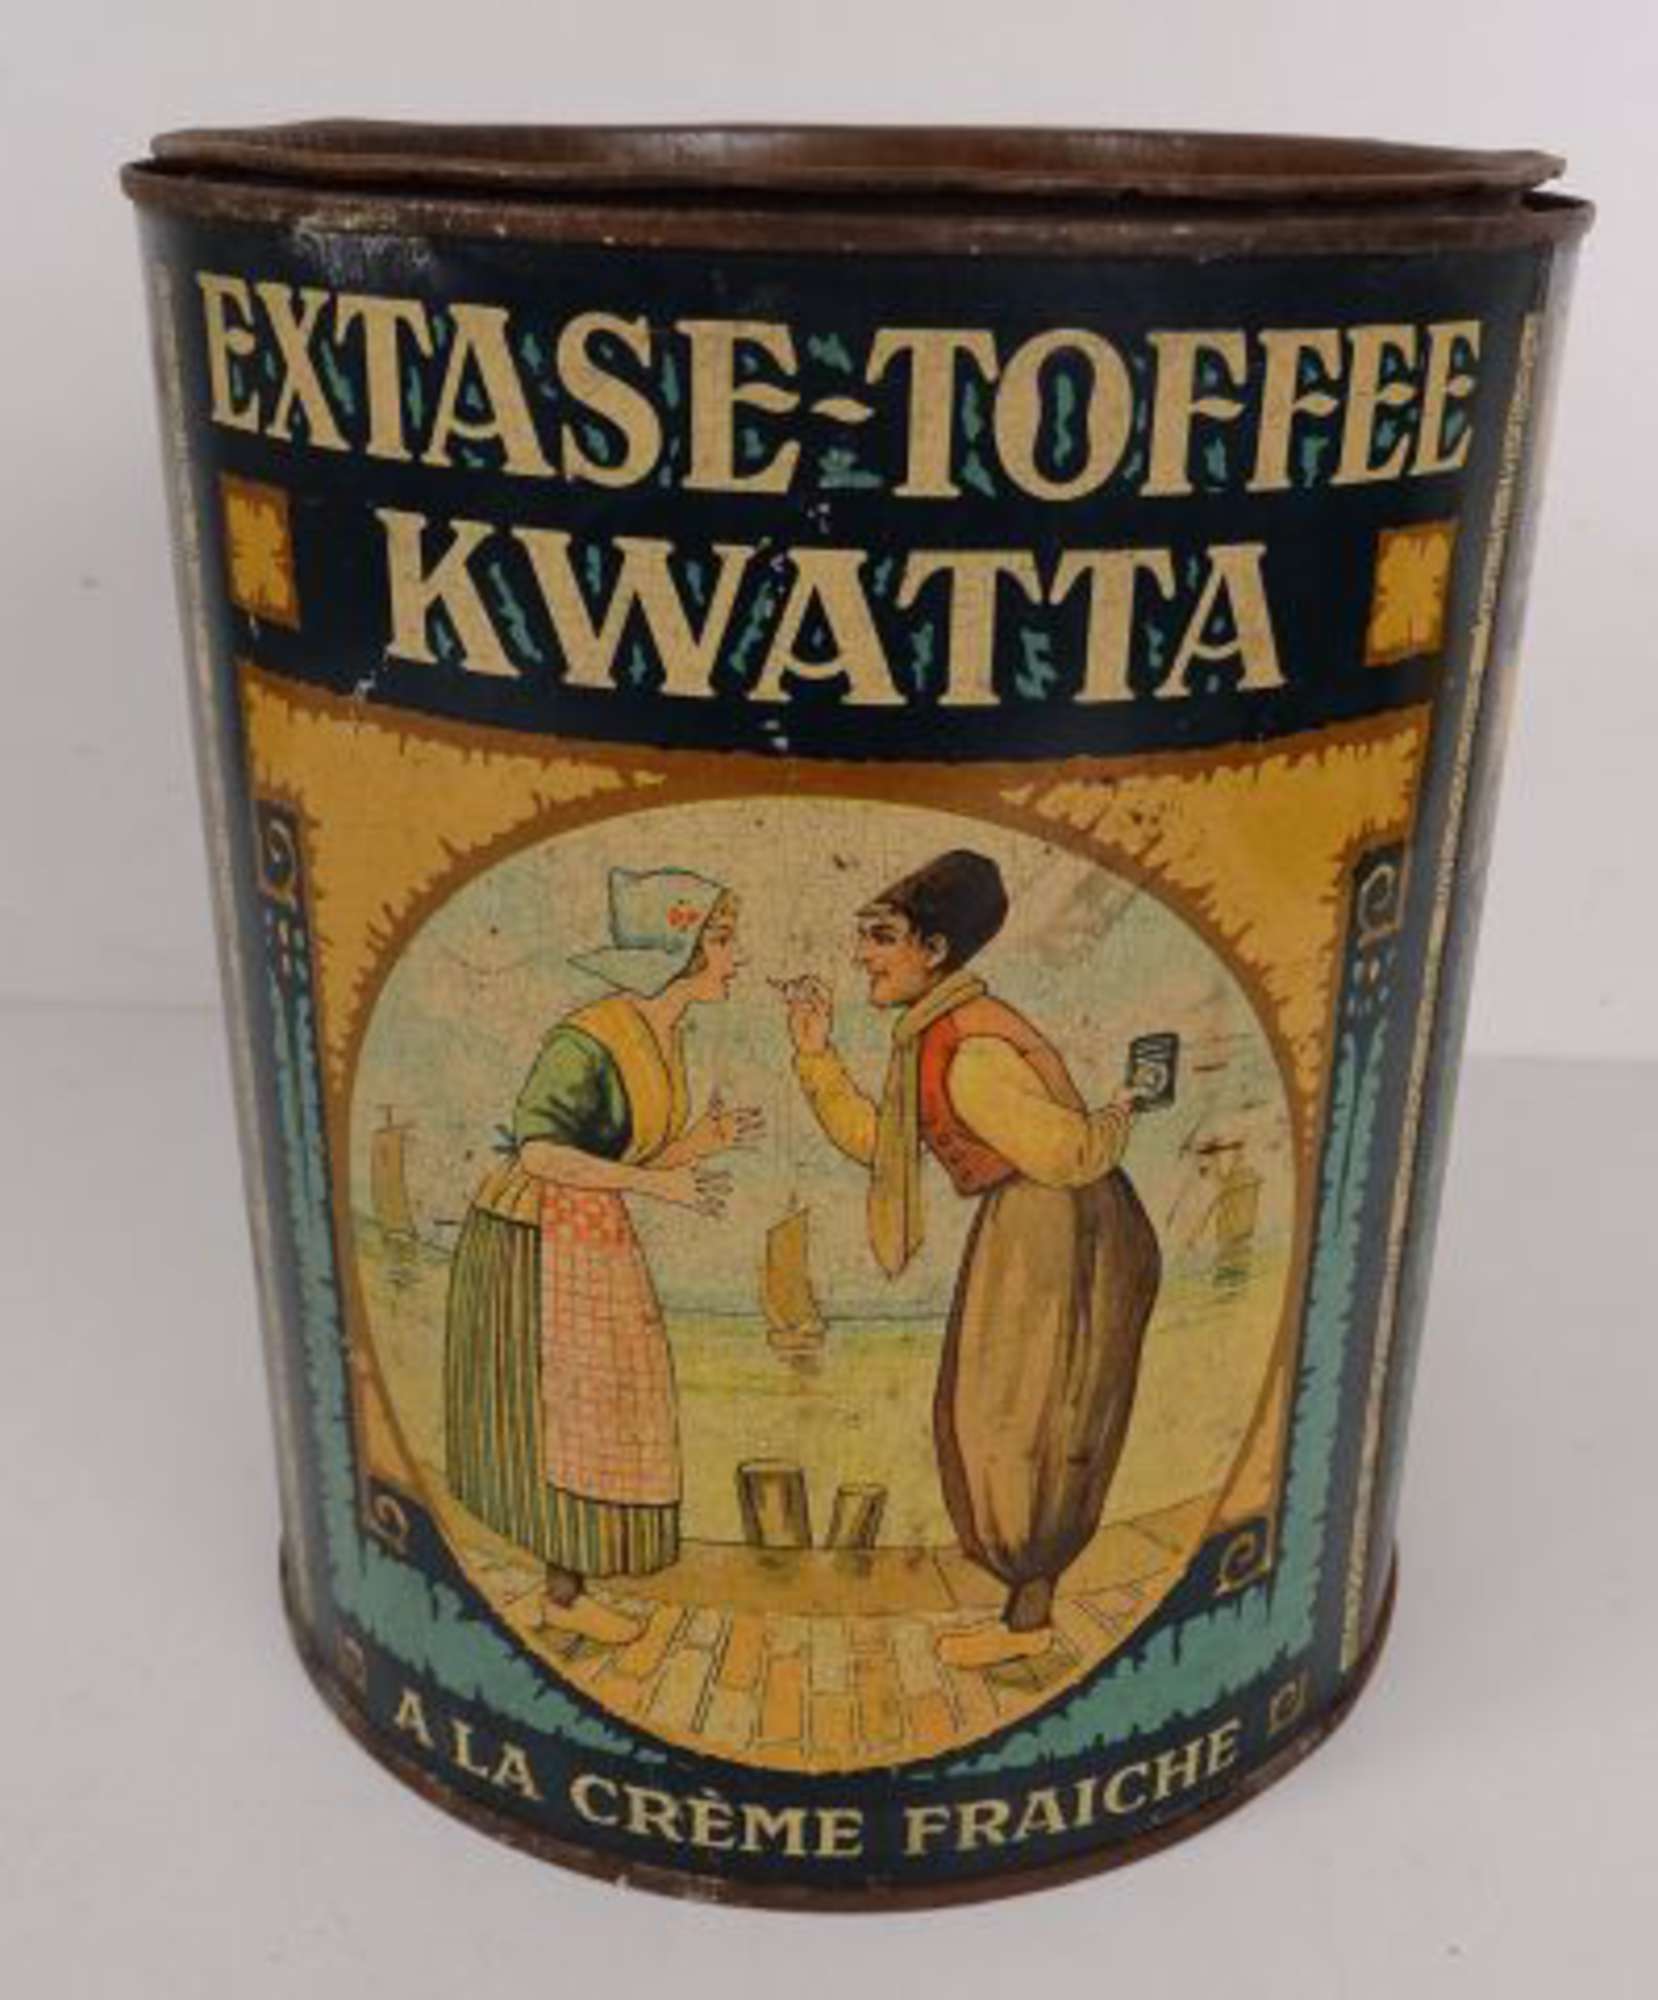 EXTASE-TOFFEE
KWATTA
A LA CRÈME FRAICHE